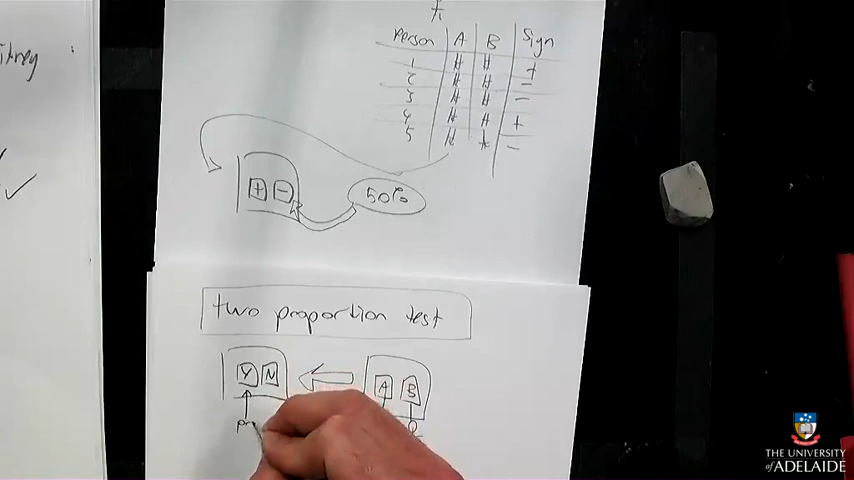 Person A B Sign
1 # # +
2 # # -
3 # # -
4 # # +
5 # # -
+ -
50%
two proportion test
Y N
A B
THE UNIVERSITY
of ADELAIDE